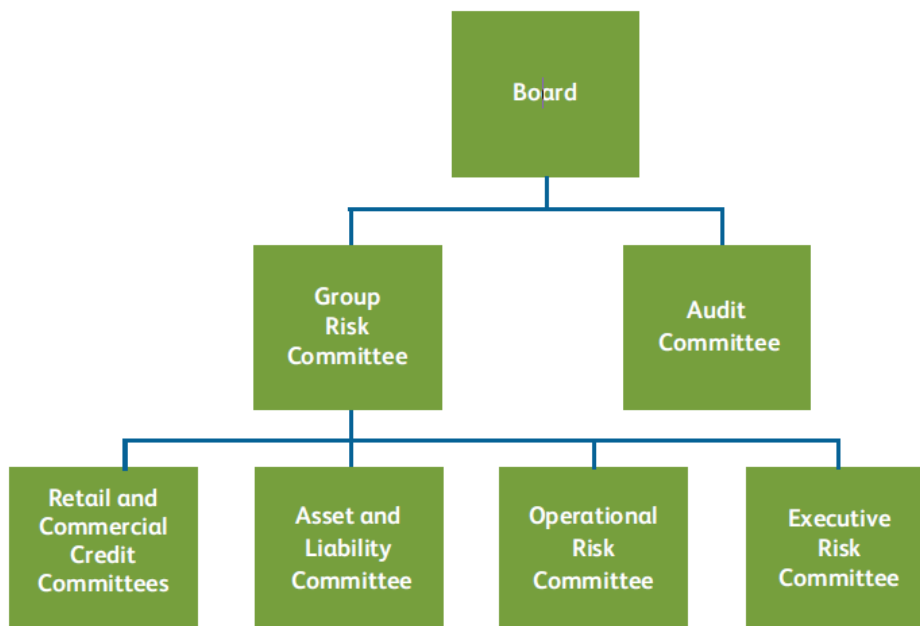 Board
Group
Risk
Committee
Audit
Committee
Retail and
Commercial
Credit
Committees
Asset and
Liability
Committee
Operational
Risk
Committee
Executive
Risk
Committee